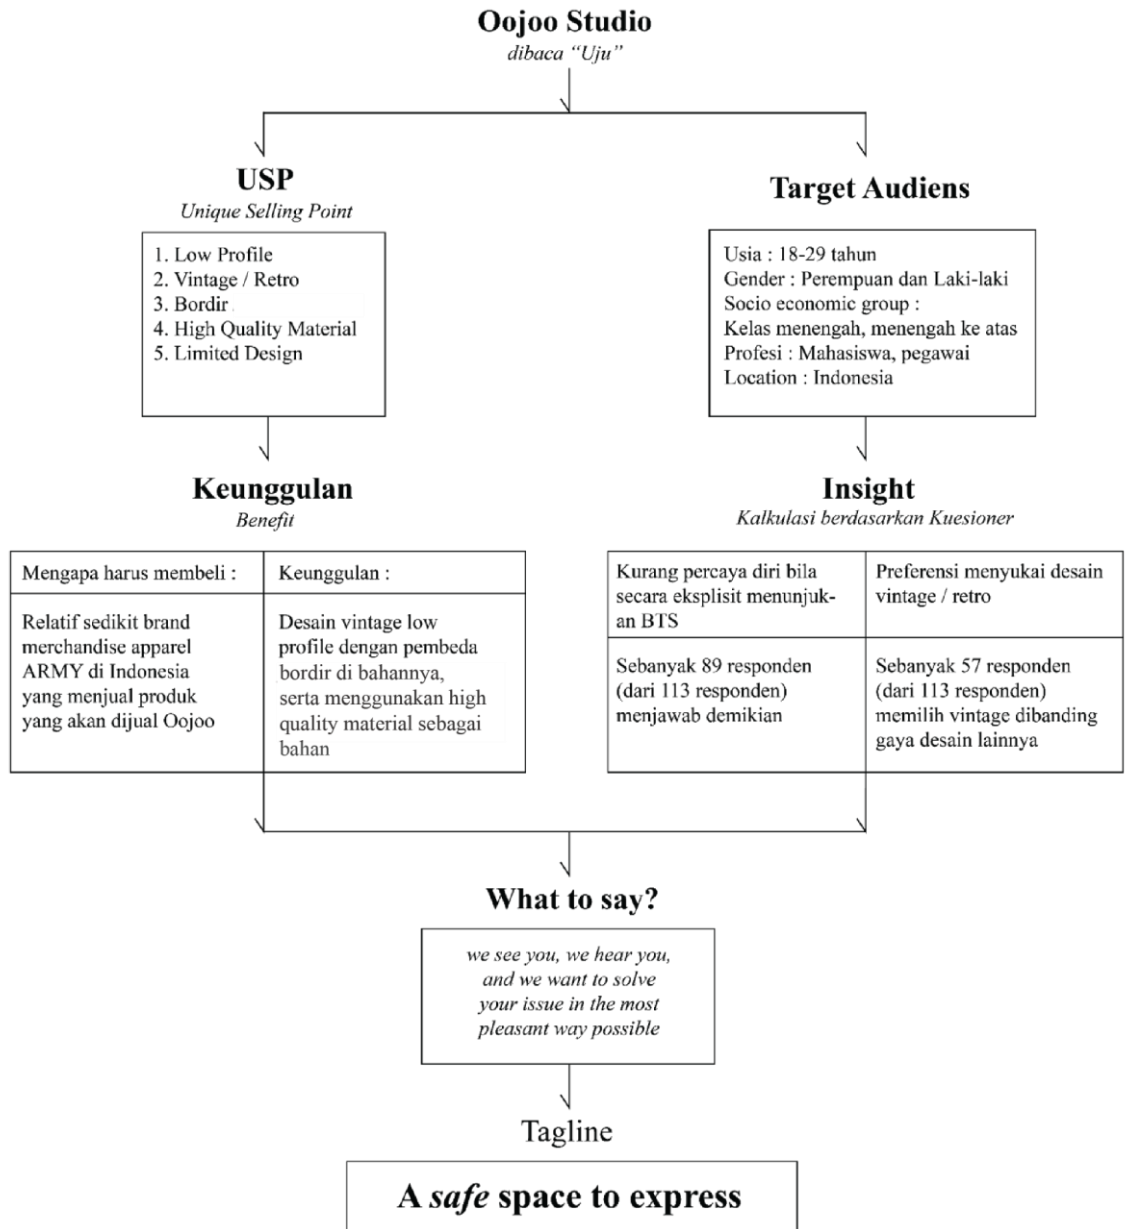 Oojoo Studio
dibaca “Uju”
USP
Unique Selling Point
1. Low Profile
2. Vintage / Retro
3. Bordir
4. High Quality Material
5. Limited Design
Target Audiens
Usia : 18-29 tahun
Gender : Perempuan dan Laki-laki
Socio economic group :
Kelas menengah, menengah ke atas
Profesi : Mahasiswa, pegawai
Location : Indonesia
Keunggulan
Benefit
Mengapa harus membeli :
Relatif sedikit brand
merchandise apparel
ARMY di Indonesia
yang menjual produk
yang akan dijual Oojoo
Keunggulan :
Desain vintage low
profile dengan pembeda
bordir di bahannya,
serta menggunakan high
quality material sebagai
bahan
Insight
Kalkulasi berdasarkan Kuesioner
Kurang percaya diri bila
secara eksplisit menunjuk-
an BTS
Sebanyak 89 responden
(dari 113 responden)
menjawab demikian
Preferensi menyukai desain
vintage / retro
Sebanyak 57 responden
(dari 113 responden)
memilih vintage dibanding
gaya desain lainnya
What to say?
we see you, we hear you,
and we want to solve
your issue in the most
pleasant way possible
Tagline
A safe space to express